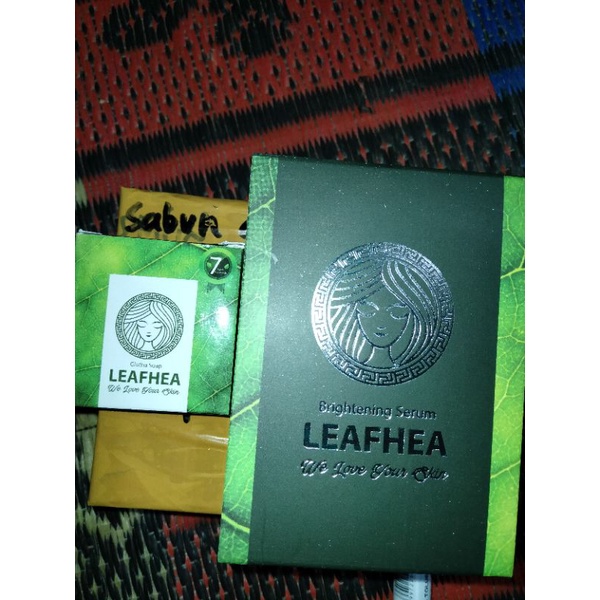 Sabun
7
LEAFHEA
We Love Your Skin
Brightening Serum
LEAFHEA
We Love Your Skin